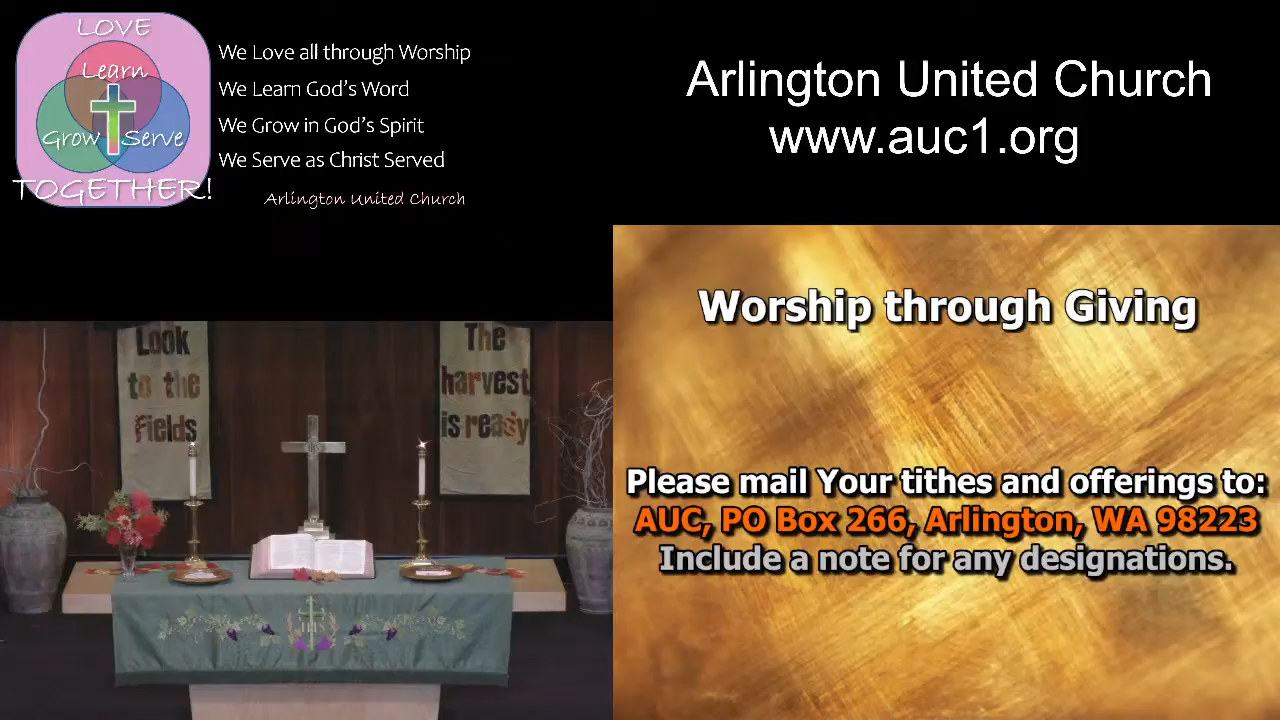 LOVE
Learn
Grow Serve
TOGETHER!
We Love all through Worship
We Learn God's Word
We Grow in God's Spirit
We Serve as Christ Served
Arlington United Church
Arlington United Church
www.auc1.org
Look
to the
Fields
The
harvest
is ready
IHS
Worship through Giving
Please mail Your tithes and offerings to:
AUC, PO Box 266, Arlington, WA 98223
Include a note for any designations.